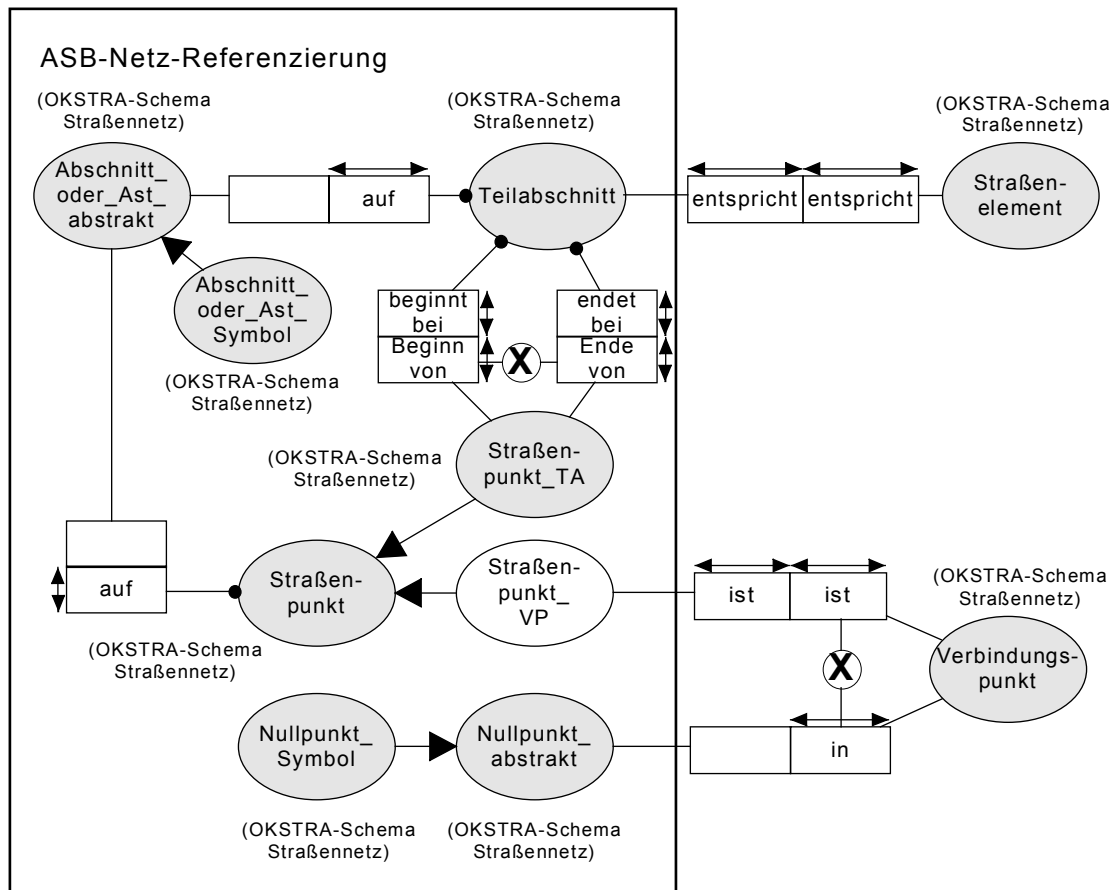 ASB-Netz-Referenzierung
(OKSTRA-Schema
Straßennetz)
(OKSTRA-Schema
Straßennetz)
(OKSTRA-Schema
Straßennetz)
Abschnitt_
oder_Ast_
abstrakt
auf
Teilabschnitt
entspricht
entspricht
Straßen-
element
Abschnitt_
oder_Ast_
Symbol
(OKSTRA-Schema
Straßennetz)
beginnt
bei
Beginn
von
X
endet
bei
Ende
von
(OKSTRA-Schema
Straßennetz)
Straßen-
punkt_TA
auf
Straßen-
punkt
(OKSTRA-Schema
Straßennetz)
Straßen-
punkt_
VP
ist
ist
(OKSTRA-Schema
Straßennetz)
X
Verbindungs-
punkt
Nullpunkt_
Symbol
Nullpunkt_
abstrakt
in
(OKSTRA-Schema
Straßennetz)
(OKSTRA-Schema
Straßennetz)